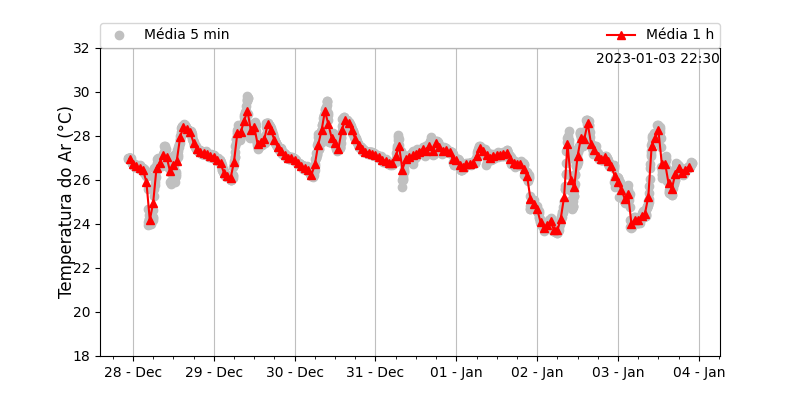 Média 5 min
Média 1 h
2023-01-03 22:30
Temperatura do Ar (°C)
32
30
28
26
24
22
20
18
28 - Dec
29 - Dec
30 - Dec
31 - Dec
01 - Jan
02 - Jan
03 - Jan
04 - Jan